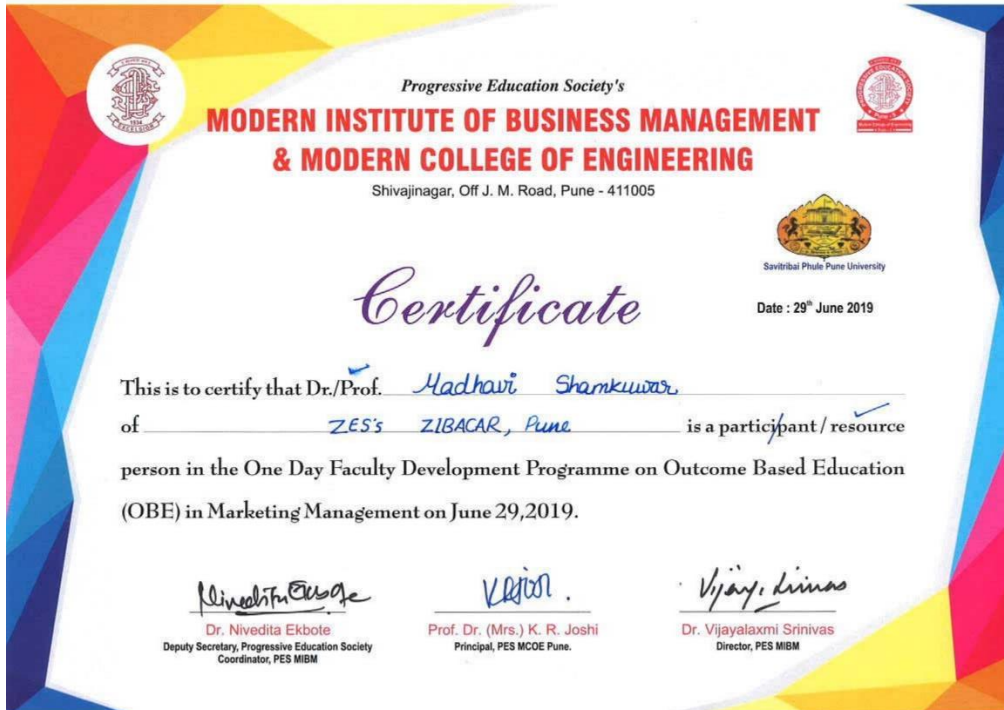 Progressive Education Society's
MODERN INSTITUTE OF BUSINESS MANAGEMENT
& MODERN COLLEGE OF ENGINEERING
Shivajinagar, Off J. M. Road, Pune - 411005
1934
EXCELSIOR
Savitribai Phule Pune University
Certificate
Date : 29th June 2019
This is to certify that Dr./Prof. Madhavi Shamkuwar
of ZES's ZIBACAR, Pune is a participant / resource
person in the One Day Faculty Development Programme on Outcome Based Education
(OBE) in Marketing Management on June 29,2019.
Dr. Nivedita Ekbote
Deputy Secretary, Progressive Education Society
Coordinator, PES MIBM
Prof. Dr. (Mrs.) K. R. Joshi
Principal, PES MCOE Pune.
Dr. Vijayalaxmi Srinivas
Director, PES MIBM